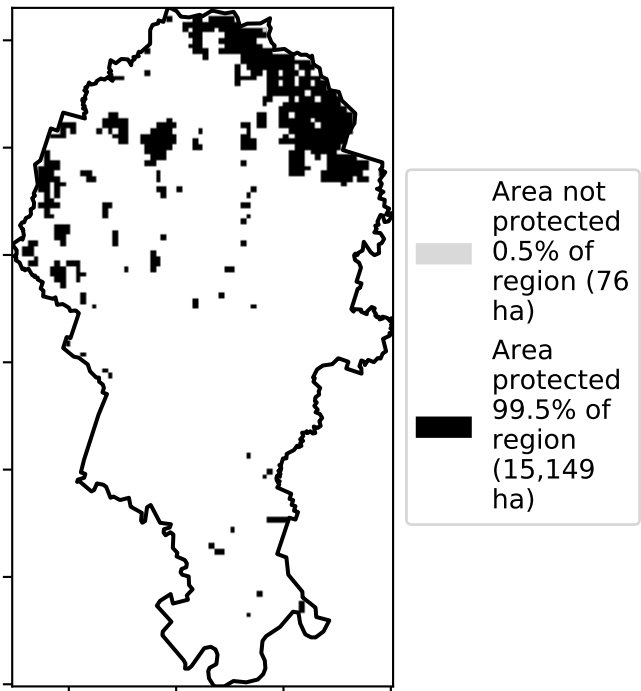 Area not
protected
0.5% of
region (76
ha)
Area
protected
99.5% of
region
(15,149
ha)